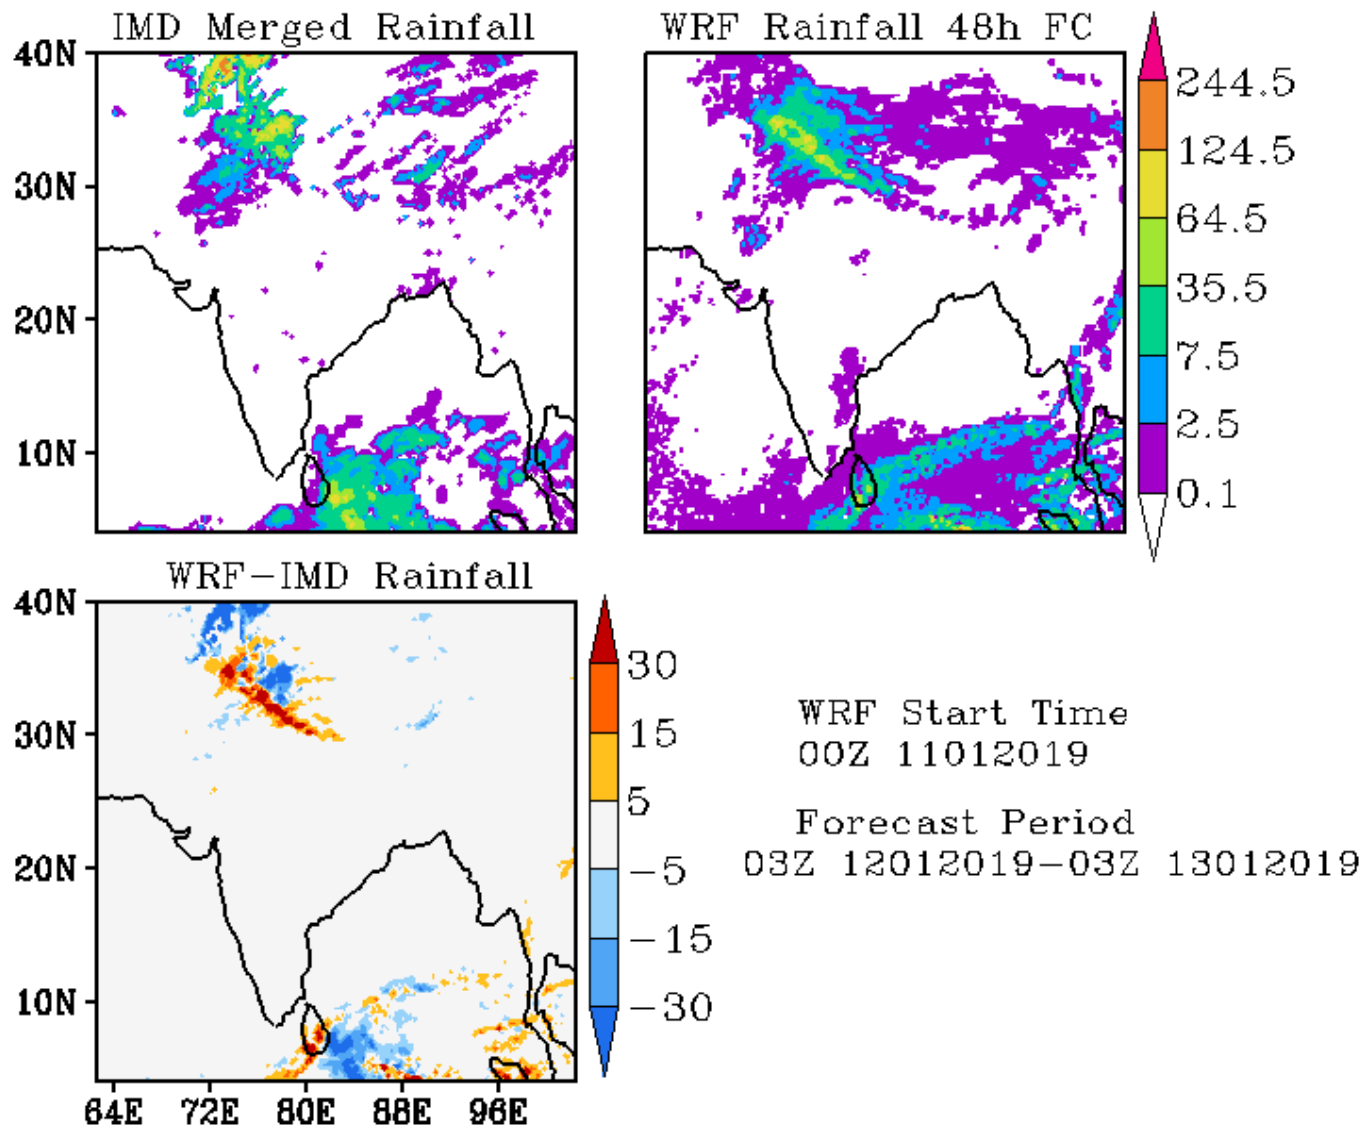 IMD Merged Rainfall
WRF Rainfall 48h FC
40N
30N
20N
10N
244.5
124.5
64.5
35.5
7.5
2.5
0.1
WRF-IMD Rainfall
40N
30N
20N
10N
64E 72E 80E 88E 96E
30
15
5
-5
-15
-30
WRF Start Time
00Z 11012019
Forecast Period
03Z 12012019-03Z 13012019